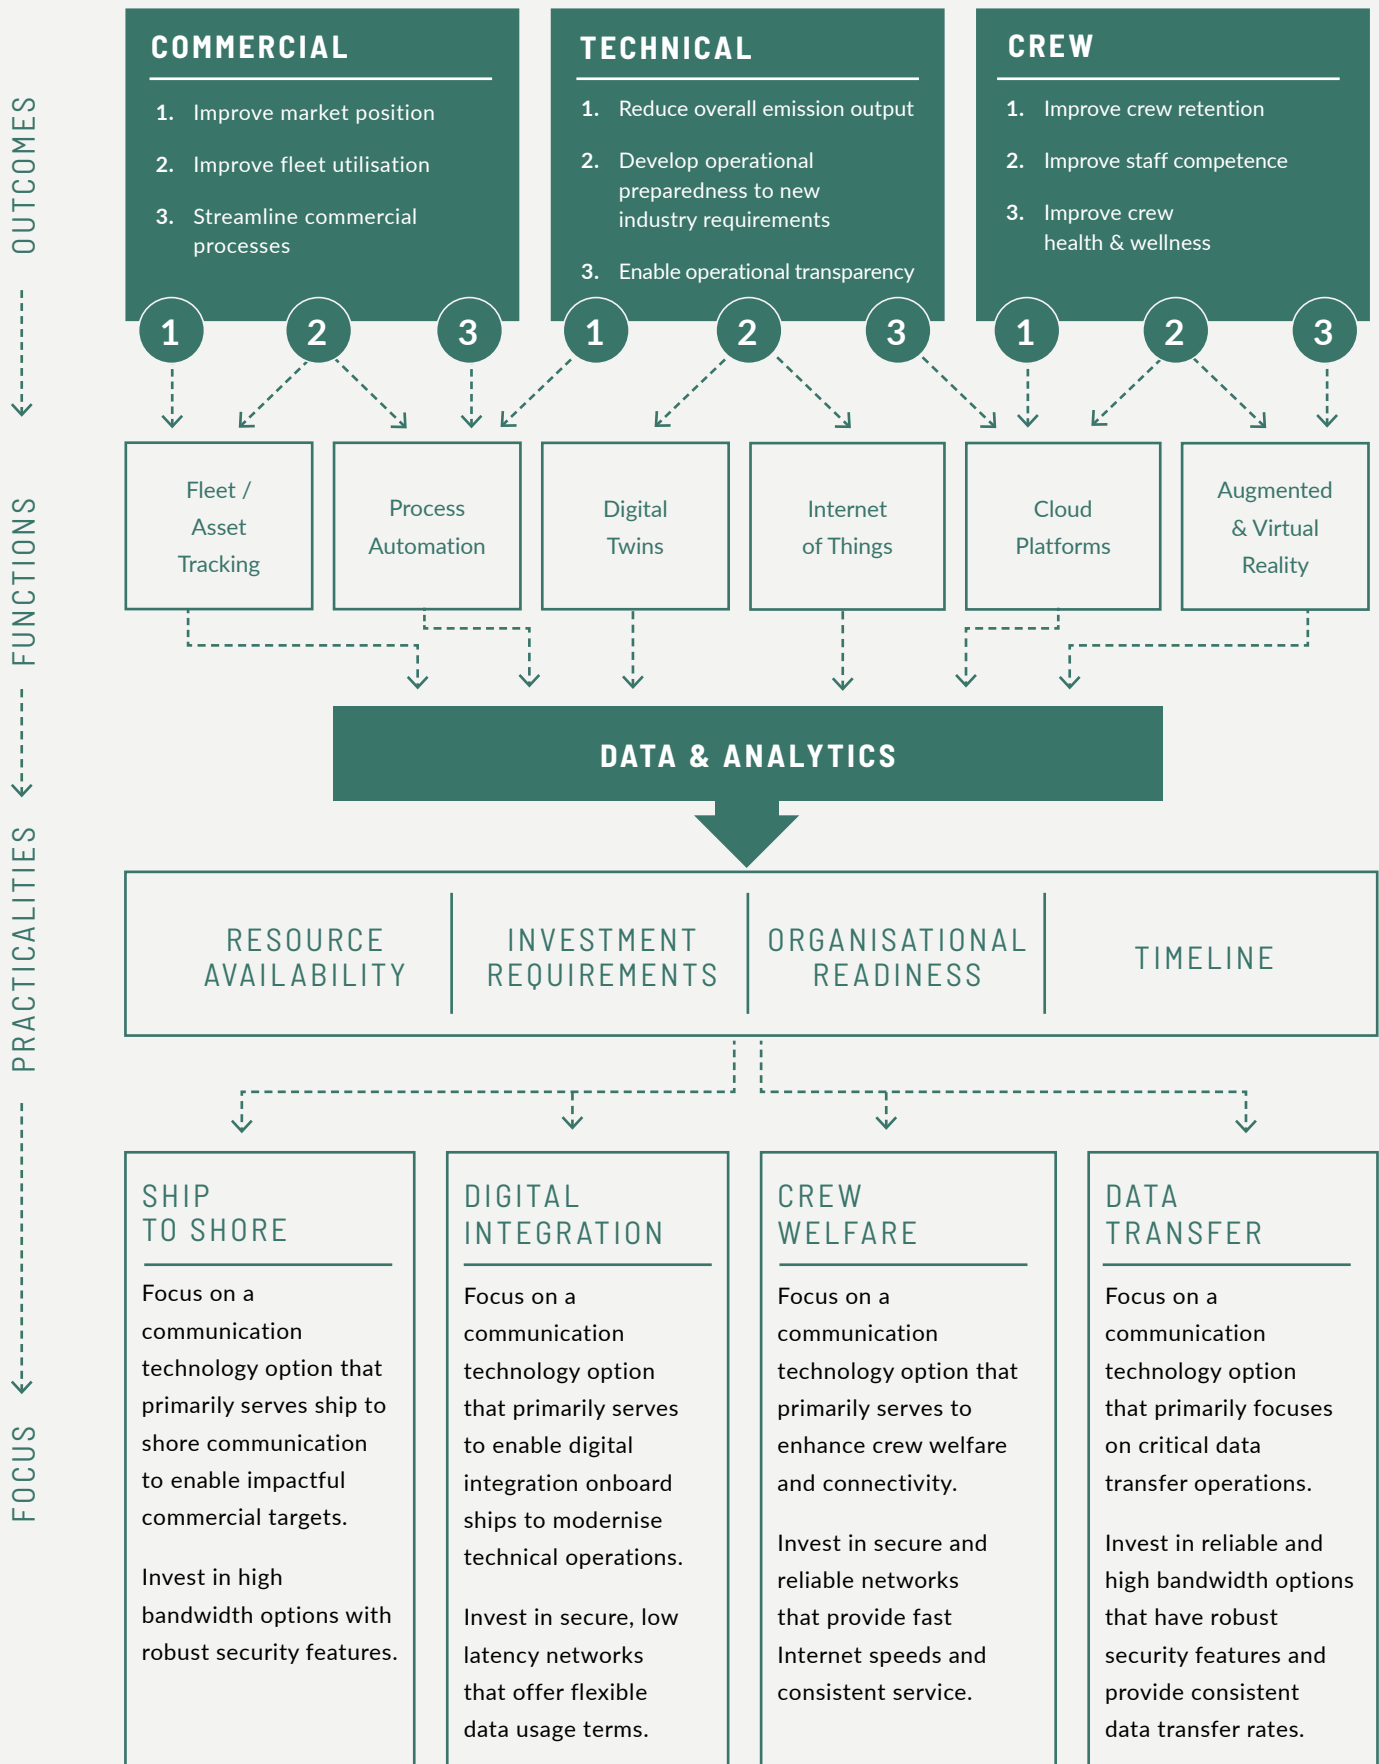 OUTCOMES
COMMERCIAL
1. Improve market position
2. Improve fleet utilisation
3. Streamline commercial
processes
1
2
3
TECHNICAL
1. Reduce overall emission output
2. Develop operational
preparedness to new
industry requirements
3. Enable operational transparency
1
2
3
CREW
1. Improve crew retention
2. Improve staff competence
3. Improve crew
health & wellness
1
2
3
FUNCTIONS
Fleet /
Asset
Tracking
Process
Automation
Digital
Twins
Internet
of Things
Cloud
Platforms
Augmented
& Virtual
Reality
DATA & ANALYTICS
PRACTICALITIES
RESOURCE
AVAILABILITY
INVESTMENT
REQUIREMENTS
ORGANISATIONAL
READINESS
TIMELINE
FOCUS
SHIP
TO SHORE
Focus on a
communication
technology option that
primarily serves ship to
shore communication
to enable impactful
commercial targets.
Invest in high
bandwidth options with
robust security features.
DIGITAL
INTEGRATION
Focus on a
communication
technology option
that primarily serves
to enable digital
integration onboard
ships to modernise
technical operations.
Invest in secure, low
latency networks
that offer flexible
data usage terms.
CREW
WELFARE
Focus on a
communication
technology option that
primarily serves to
enhance crew welfare
and connectivity.
Invest in secure and
reliable networks
that provide fast
Internet speeds and
consistent service.
DATA
TRANSFER
Focus on a
communication
technology option
that primarily focuses
on critical data
transfer operations.
Invest in reliable and
high bandwidth options
that have robust
security features and
provide consistent
data transfer rates.